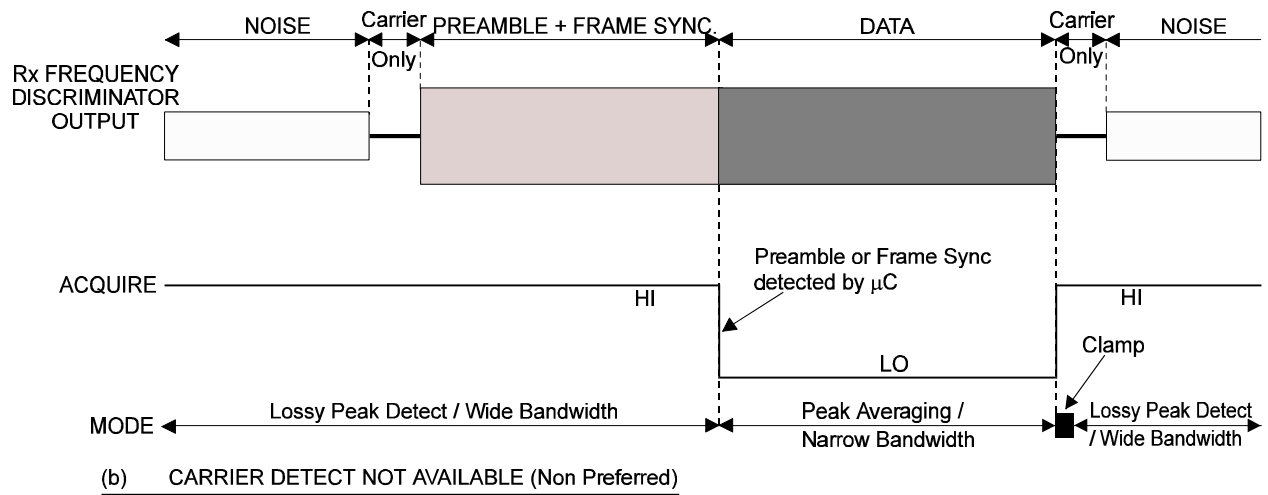 NOISE
Carrier
Only
PREAMBLE + FRAME SYNC.
DATA
Carrier
Only
NOISE
Rx FREQUENCY
DISCRIMINATOR
OUTPUT
Preamble or Frame Sync
detected by µC
ACQUIRE
HI
HI
LO
Clamp
MODE
Lossy Peak Detect / Wide Bandwidth
Peak Averaging /
Narrow Bandwidth
Lossy Peak Detect
/ Wide Bandwidth
(b) CARRIER DETECT NOT AVAILABLE (Non Preferred)